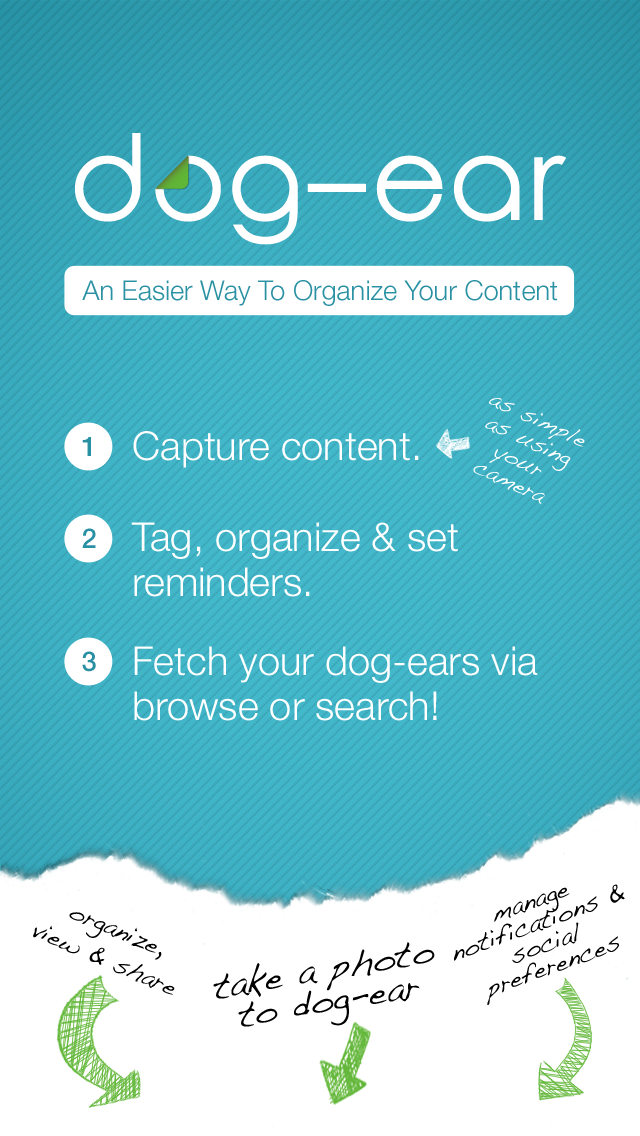 dog-ear
An Easier Way To Organize Your Content
1 Capture content.
as simple
as using
your
camera
2 Tag, organize & set
reminders.
3 Fetch your dog-ears via
browse or search!
organize,
view & share
take a photo
to dog-ear
manage
notifications &
social
preferences